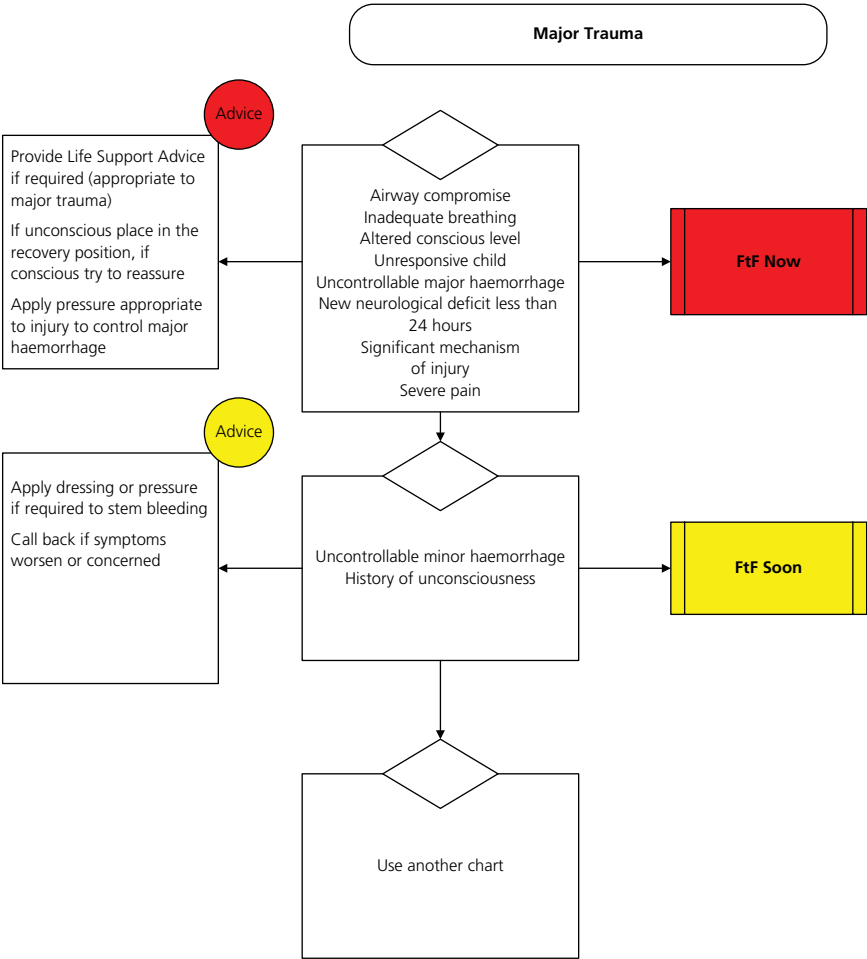 Major Trauma
Advice
Provide Life Support Advice
if required (appropriate to
major trauma)
If unconscious place in the
recovery position, if
conscious try to reassure
Apply pressure appropriate
to injury to control major
haemorrhage
Airway compromise
Inadequate breathing
Altered conscious level
Unresponsive child
Uncontrollable major haemorrhage
New neurological deficit less than
24 hours
Significant mechanism
of injury
Severe pain
FtF Now
Advice
Apply dressing or pressure
if required to stem bleeding
Call back if symptoms
worsen or concerned
Uncontrollable minor haemorrhage
History of unconsciousness
FtF Soon
Use another chart